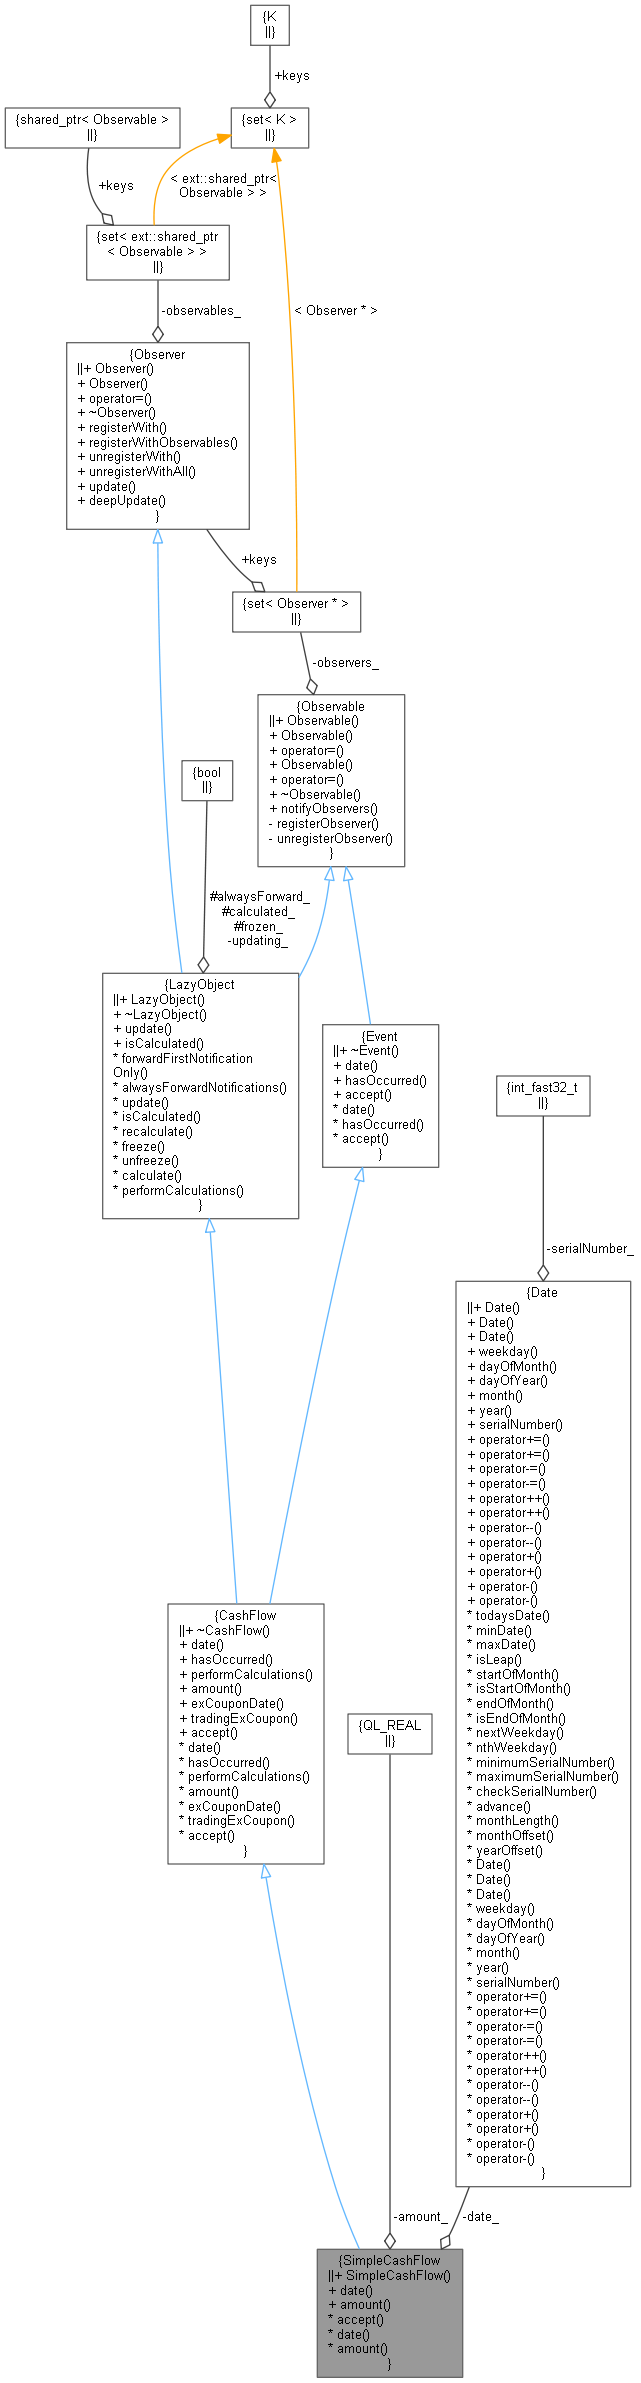 {K
||}
+keys
{shared_ptr< Observable >
||}
{set< K >
||}
+keys
< ext::shared_ptr<
Observable > >
{set< ext::shared_ptr
< Observable > >
||}
-observables_
< Observer * >
{Observer
||+ Observer()
+ Observer()
+ operator=()
+ ~Observer()
+ registerWith()
+ registerWithObservables()
+ unregisterWith()
+ unregisterWithAll()
+ update()
+ deepUpdate()
}
+keys
{set< Observer * >
||}
-observers_
{Observable
||+ Observable()
+ Observable()
+ operator=()
+ Observable()
+ operator=()
+ ~Observable()
+ notifyObservers()
- registerObserver()
- unregisterObserver()
}
{bool
||}
#alwaysForward_
#calculated_
#frozen_
-updating_
{LazyObject
||+ LazyObject()
+ ~LazyObject()
+ update()
+ isCalculated()
* forwardFirstNotification
Only()
* alwaysForwardNotifications()
* update()
* isCalculated()
* recalculate()
* freeze()
* unfreeze()
* calculate()
* performCalculations()
}
{Event
||+ ~Event()
+ date()
+ hasOccurred()
+ accept()
* date()
* hasOccurred()
* accept()
}
{int_fast32_t
||}
-serialNumber_
{Date
||+ Date()
+ Date()
+ Date()
+ weekday()
+ dayOfMonth()
+ dayOfYear()
+ month()
+ year()
+ serialNumber()
+ operator+=()
+ operator+=()
+ operator-=()
+ operator-=()
+ operator++()
+ operator++()
+ operator--()
+ operator--()
+ operator+()
+ operator+()
+ operator-()
+ operator-()
* todaysDate()
* minDate()
* maxDate()
* isLeap()
* startOfMonth()
* isStartOfMonth()
* endOfMonth()
* isEndOfMonth()
* nextWeekday()
* nthWeekday()
* minimumSerialNumber()
* maximumSerialNumber()
* checkSerialNumber()
* advance()
* monthLength()
* monthOffset()
* yearOffset()
* Date()
* Date()
* Date()
* weekday()
* dayOfMonth()
* dayOfYear()
* month()
* year()
* serialNumber()
* operator+=()
* operator+=()
* operator-=()
* operator-=()
* operator++()
* operator++()
* operator--()
* operator--()
* operator+()
* operator+()
* operator-()
* operator-()
}
{CashFlow
||+ ~CashFlow()
+ date()
+ hasOccurred()
+ performCalculations()
+ amount()
+ exCouponDate()
+ tradingExCoupon()
+ accept()
* date()
* hasOccurred()
* performCalculations()
* amount()
* exCouponDate()
* tradingExCoupon()
* accept()
}
{QL_REAL
||}
-amount_
-date_
{SimpleCashFlow
||+ SimpleCashFlow()
+ date()
+ amount()
* accept()
* date()
* amount()
}